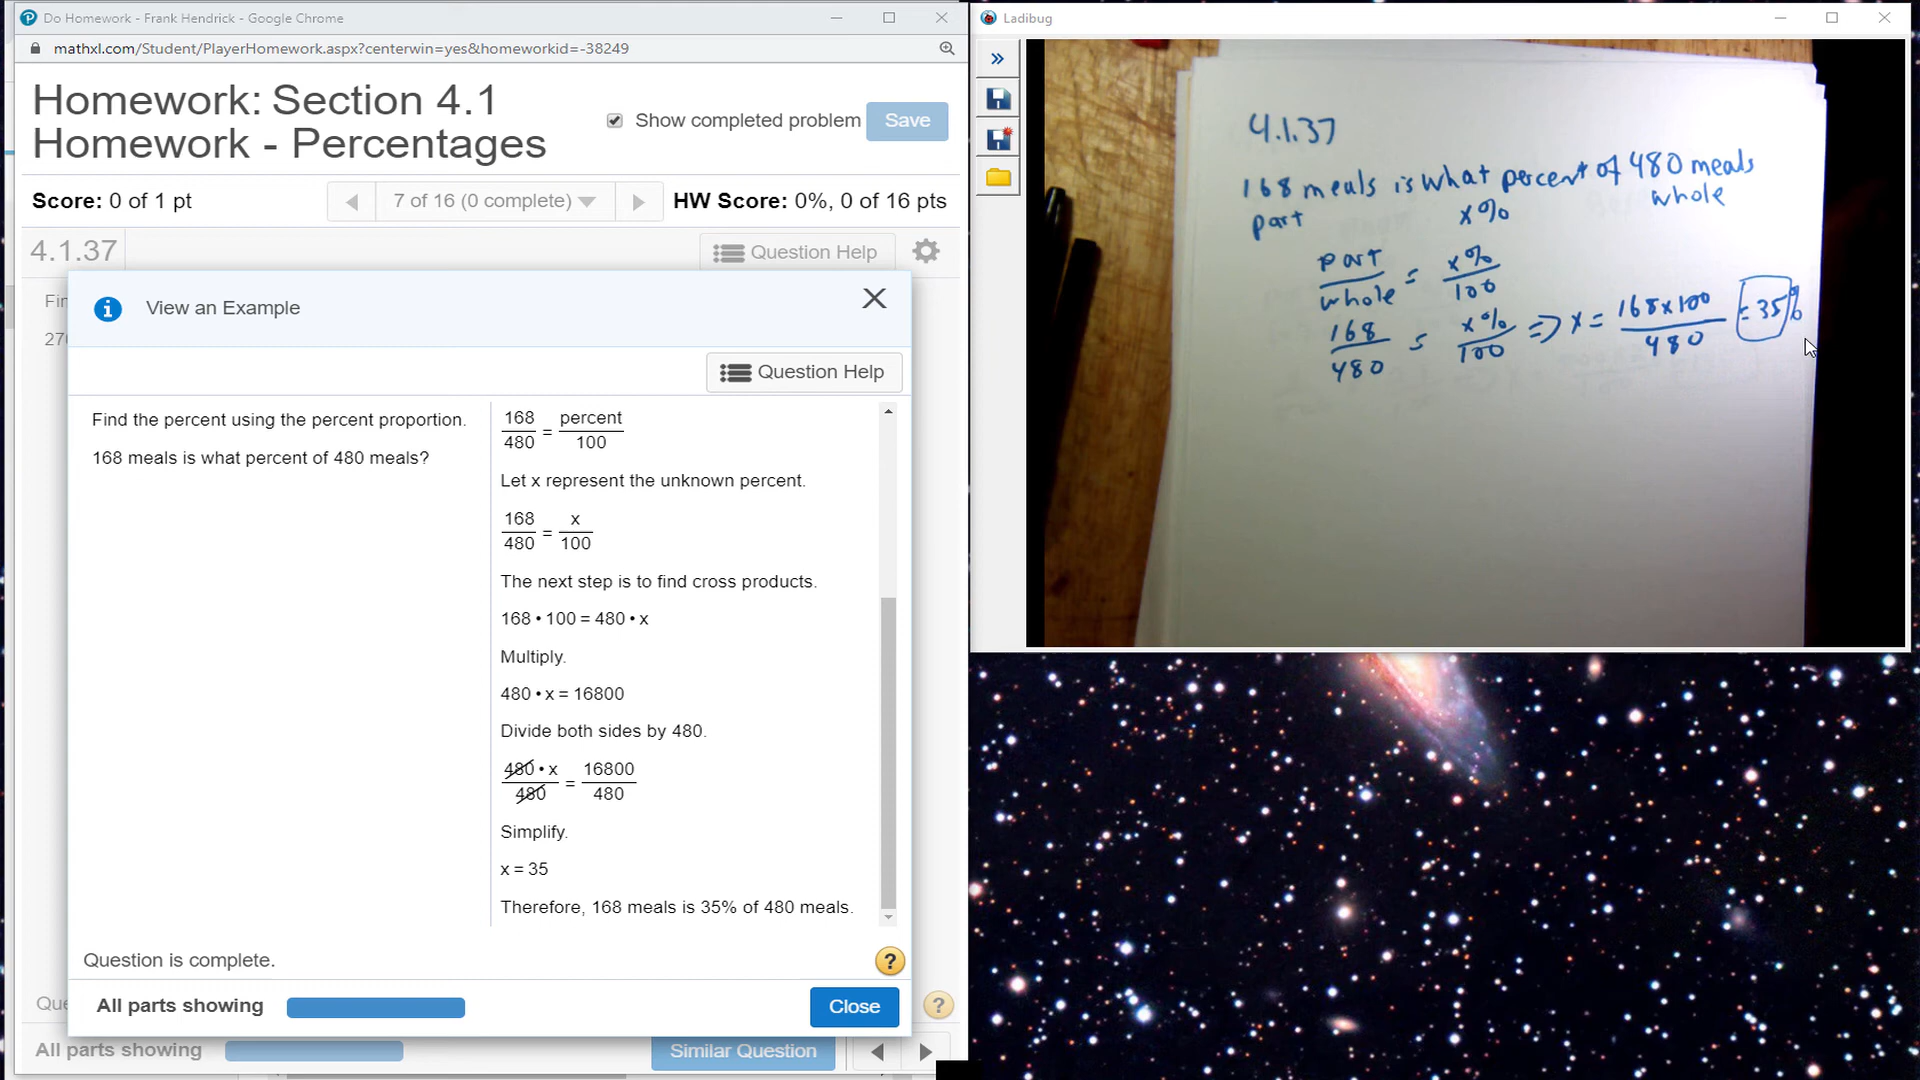 Do Homework - Frank Hendrick - Google Chrome
mathxl.com/Student/PlayerHomework.aspx?centerwin=yes&homeworkid=-38249
Homework: Section 4.1
Homework - Percentages
Show completed problem
Save
Score: 0 of 1 pt
7 of 16 (0 complete)
HW Score: 0%, 0 of 16 pts
4.1.37
Question Help
View an Example
Question Help
Find the percent using the percent proportion.
168 meals is what percent of 480 meals?
168/480 = percent/100
Let x represent the unknown percent.
168/480 = x/100
The next step is to find cross products.
168 • 100 = 480 • x
Multiply.
480 • x = 16800
Divide both sides by 480.
480 • x/480 = 16800/480
Simplify.
x = 35
Therefore, 168 meals is 35% of 480 meals.
Question is complete.
?
All parts showing
Close
?
All parts showing
Similar Question
Ladibug
4.1.37
168 meals is what percent of 480 meals
part x% whole
part/whole = x%/100
168/480 = x%/100 => x = 168x100/480 = 35%